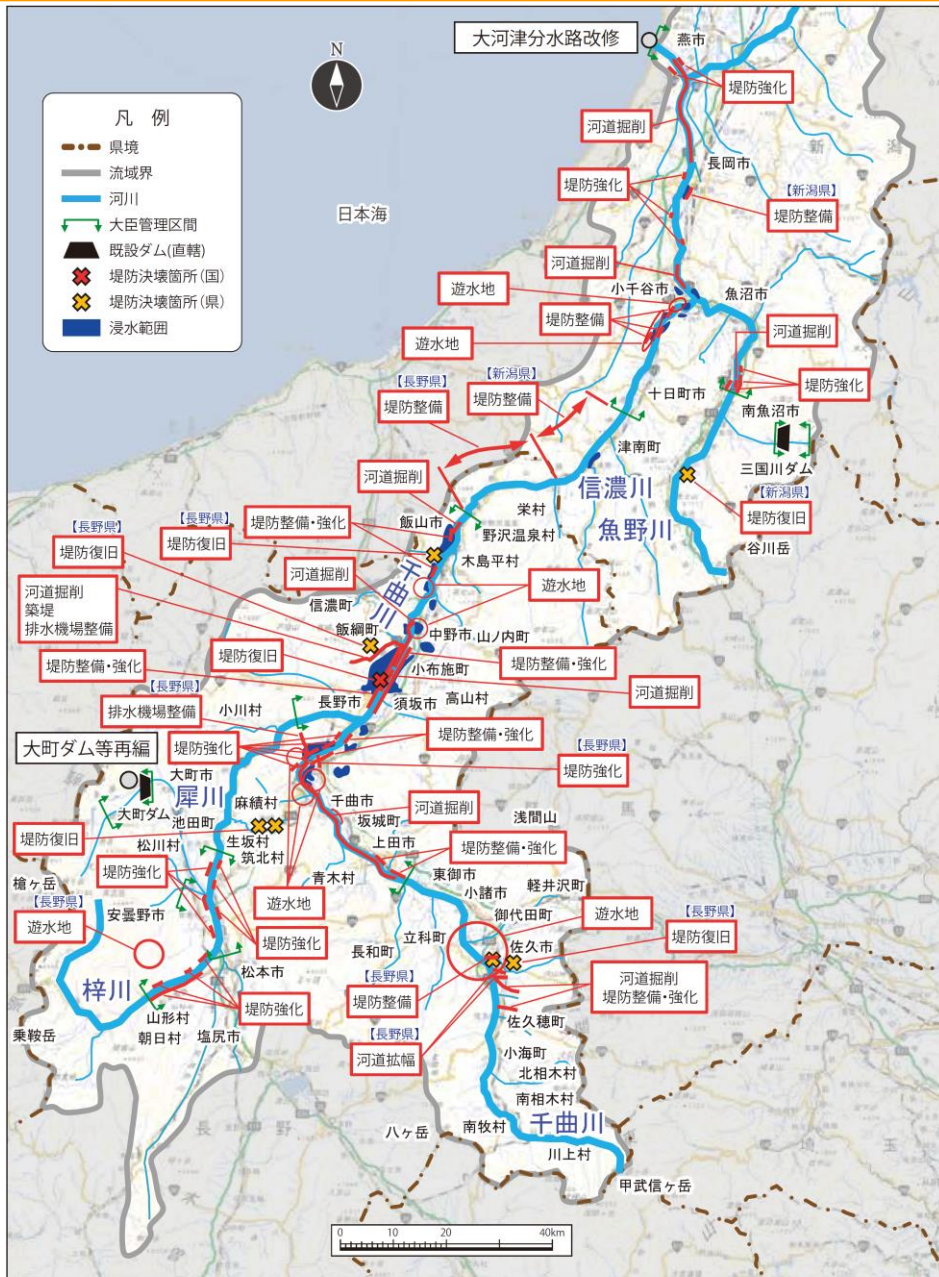 大河津分水路改修
燕市
N
堤防強化
凡 例
県境
流域界
河川
大臣管理区間
既設ダム(直轄)
堤防決壊箇所(国)
堤防決壊箇所(県)
浸水範囲
河道掘削
新
潟
長岡市
日本海
堤防強化
【新潟県】
堤防整備
河道掘削
遊水地
小千谷市
魚沼市
堤防整備
河道掘削
遊水地
【長野県】
堤防整備
【新潟県】
堤防整備
十日町市
堤防強化
南魚沼市
津南町
三国川ダム
河道掘削
信濃川
魚野川
【新潟県】
堤防復旧
栄村
谷川岳
【長野県】
堤防復旧
【長野県】
堤防復旧
堤防整備・強化
飯山市
野沢温泉村
木島平村
河道掘削
千曲川
遊水地
信濃町
河道掘削
築堤
排水機場整備
飯綱町
中野市
山ノ内町
堤防整備・強化
堤防復旧
小布施町
堤防整備・強化
河道掘削
【長野県】
排水機場整備
小川村
長野市
須坂市
高山村
堤防整備・強化
大町ダム等再編
堤防強化
【長野県】
堤防強化
大町市
大町ダム
犀川
麻績村
千曲市
河道掘削
馬
浅間山
池田町
坂城町
堤防復旧
生坂村
松川村
筑北村
上田市
堤防整備・強化
堤防強化
青木村
東御市
槍ヶ岳
遊水地
小諸市
軽井沢町
【長野県】
遊水地
安曇野市
御代田町
遊水地
立科町
佐久市
【長野県】
堤防復旧
堤防強化
長和町
松本市
【長野県】
堤防整備
河道掘削
堤防整備・強化
梓川
堤防強化
山形村
佐久穂町
乗鞍岳
朝日村
塩尻市
【長野県】
河道拡幅
小海町
北相木村
南相木村
千曲川
南牧村
八ヶ岳
長
野
川上村
甲武信ヶ岳
埼
玉
木
山
0 10 20 40km